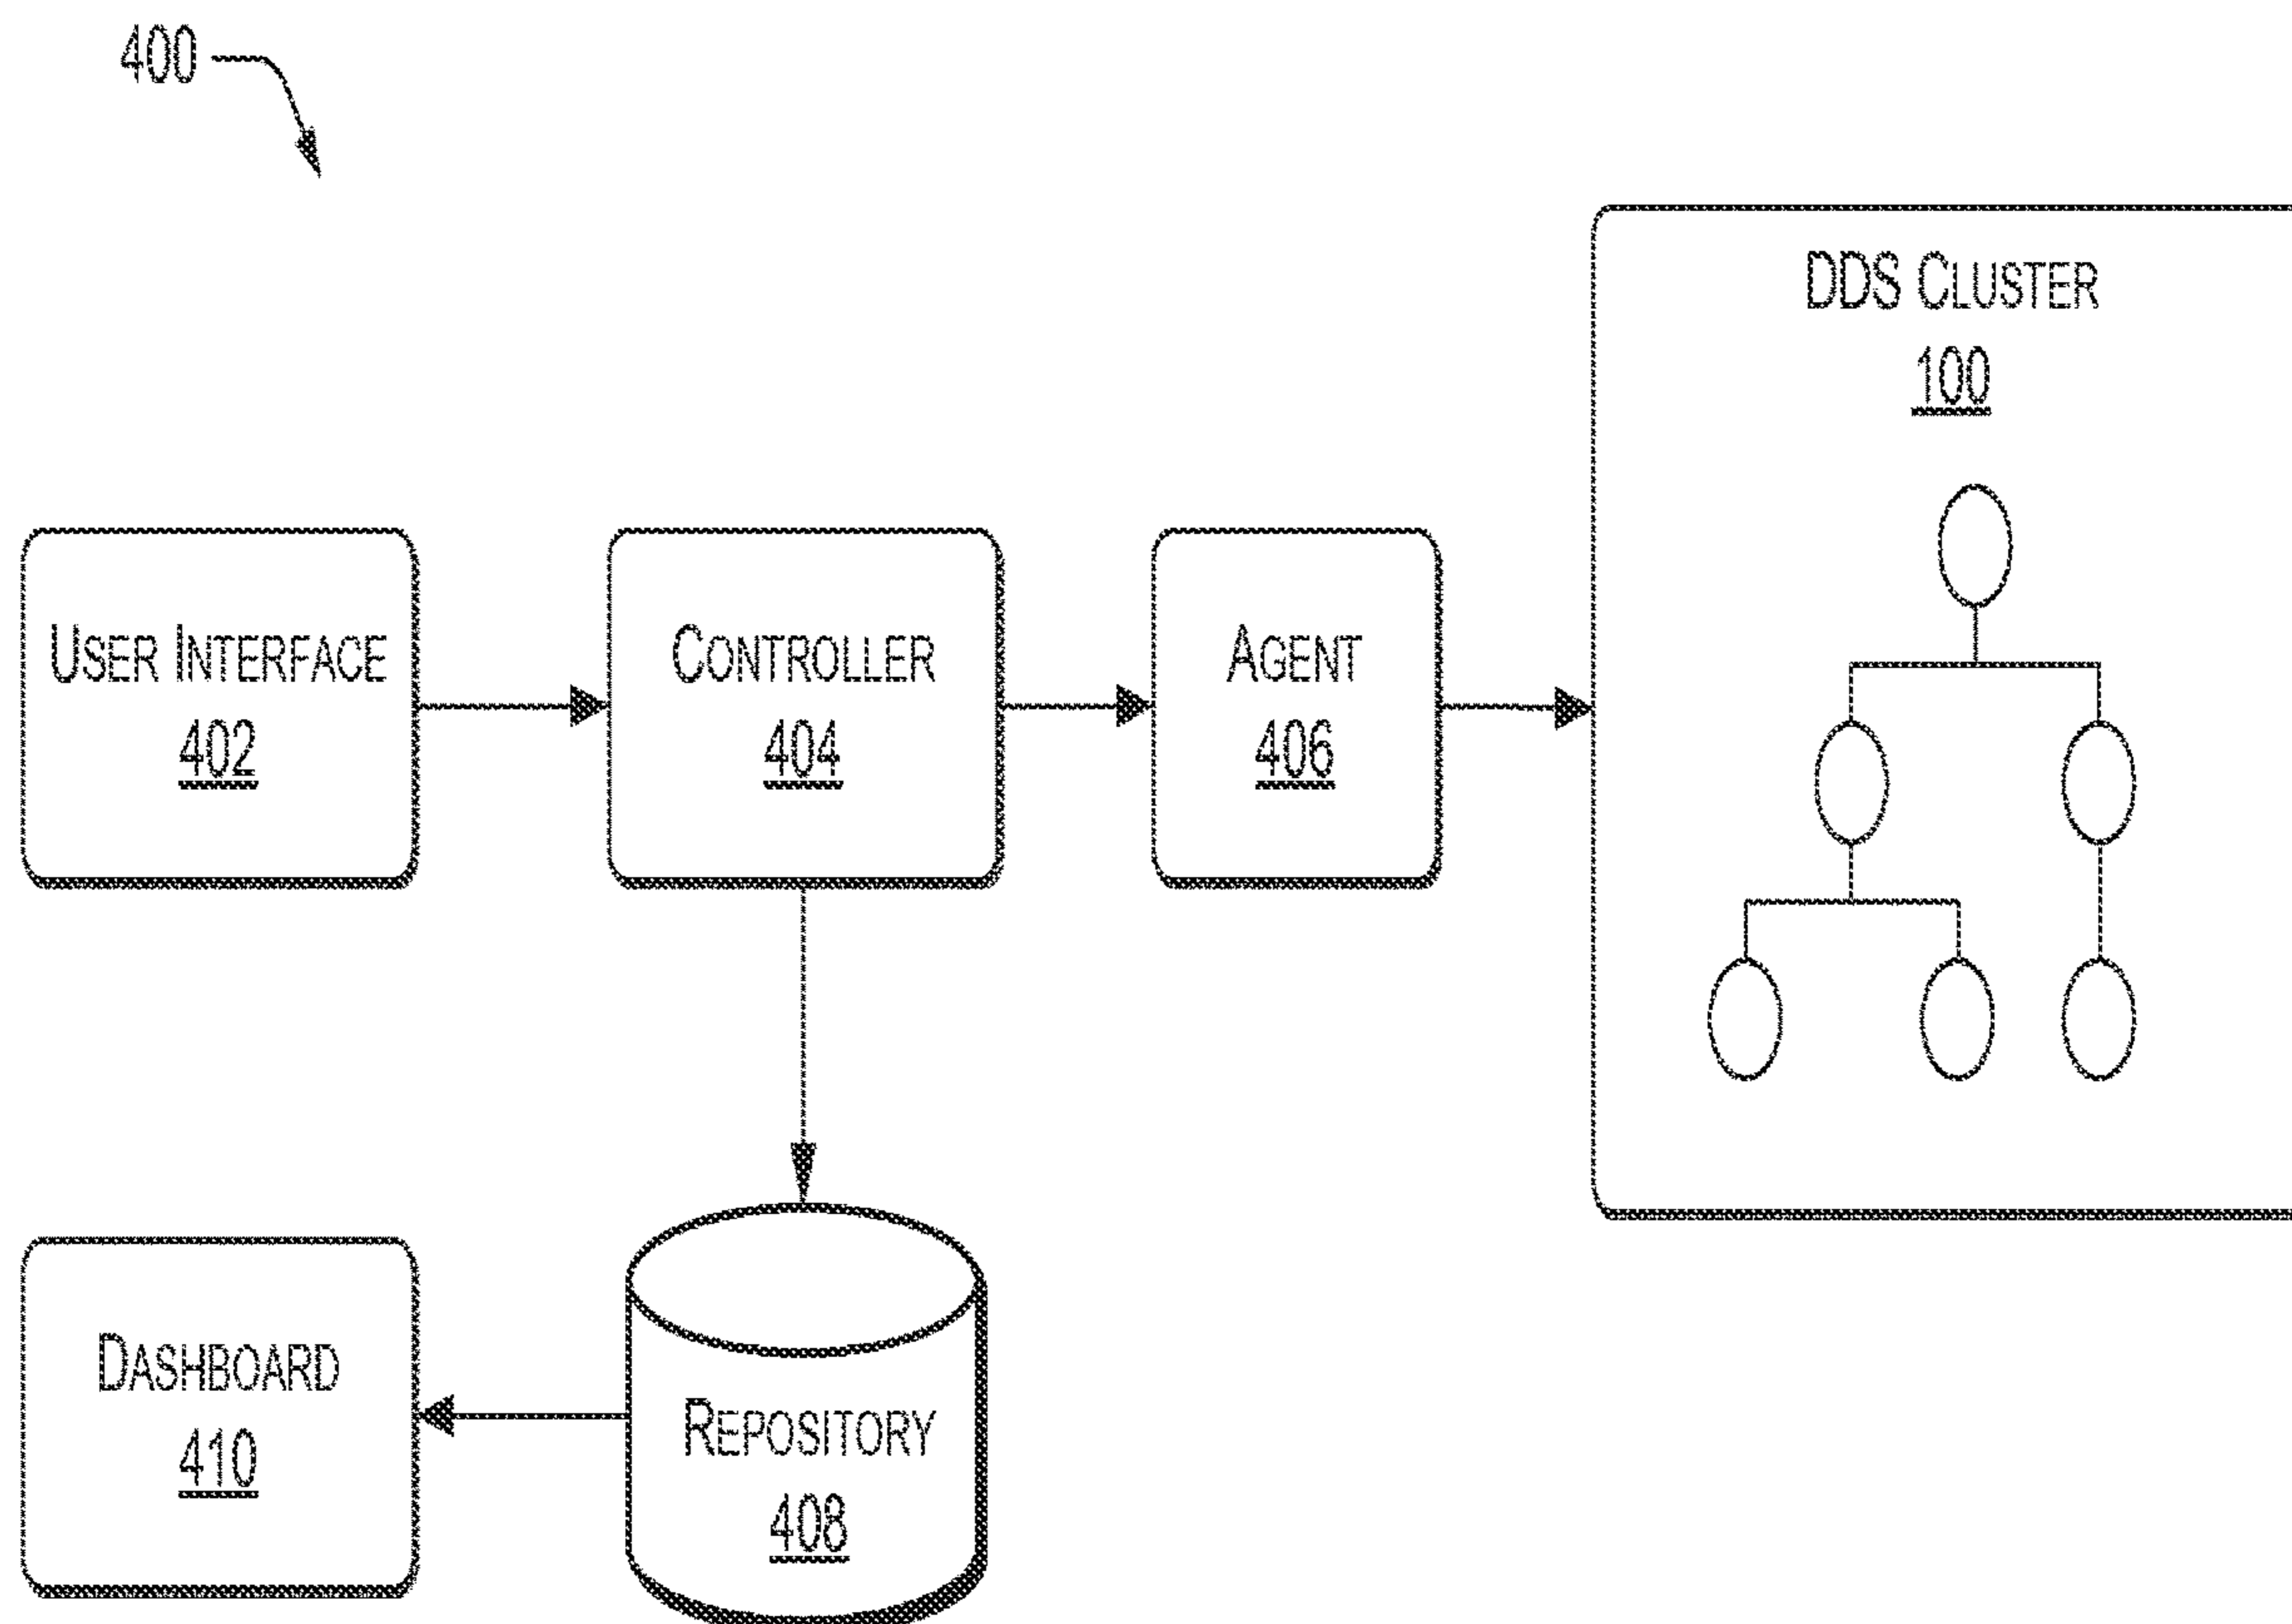 400
DDS CLUSTER
100
USER INTERFACE
402
CONTROLLER
404
AGENT
406
DASHBOARD
410
REPOSITORY
408